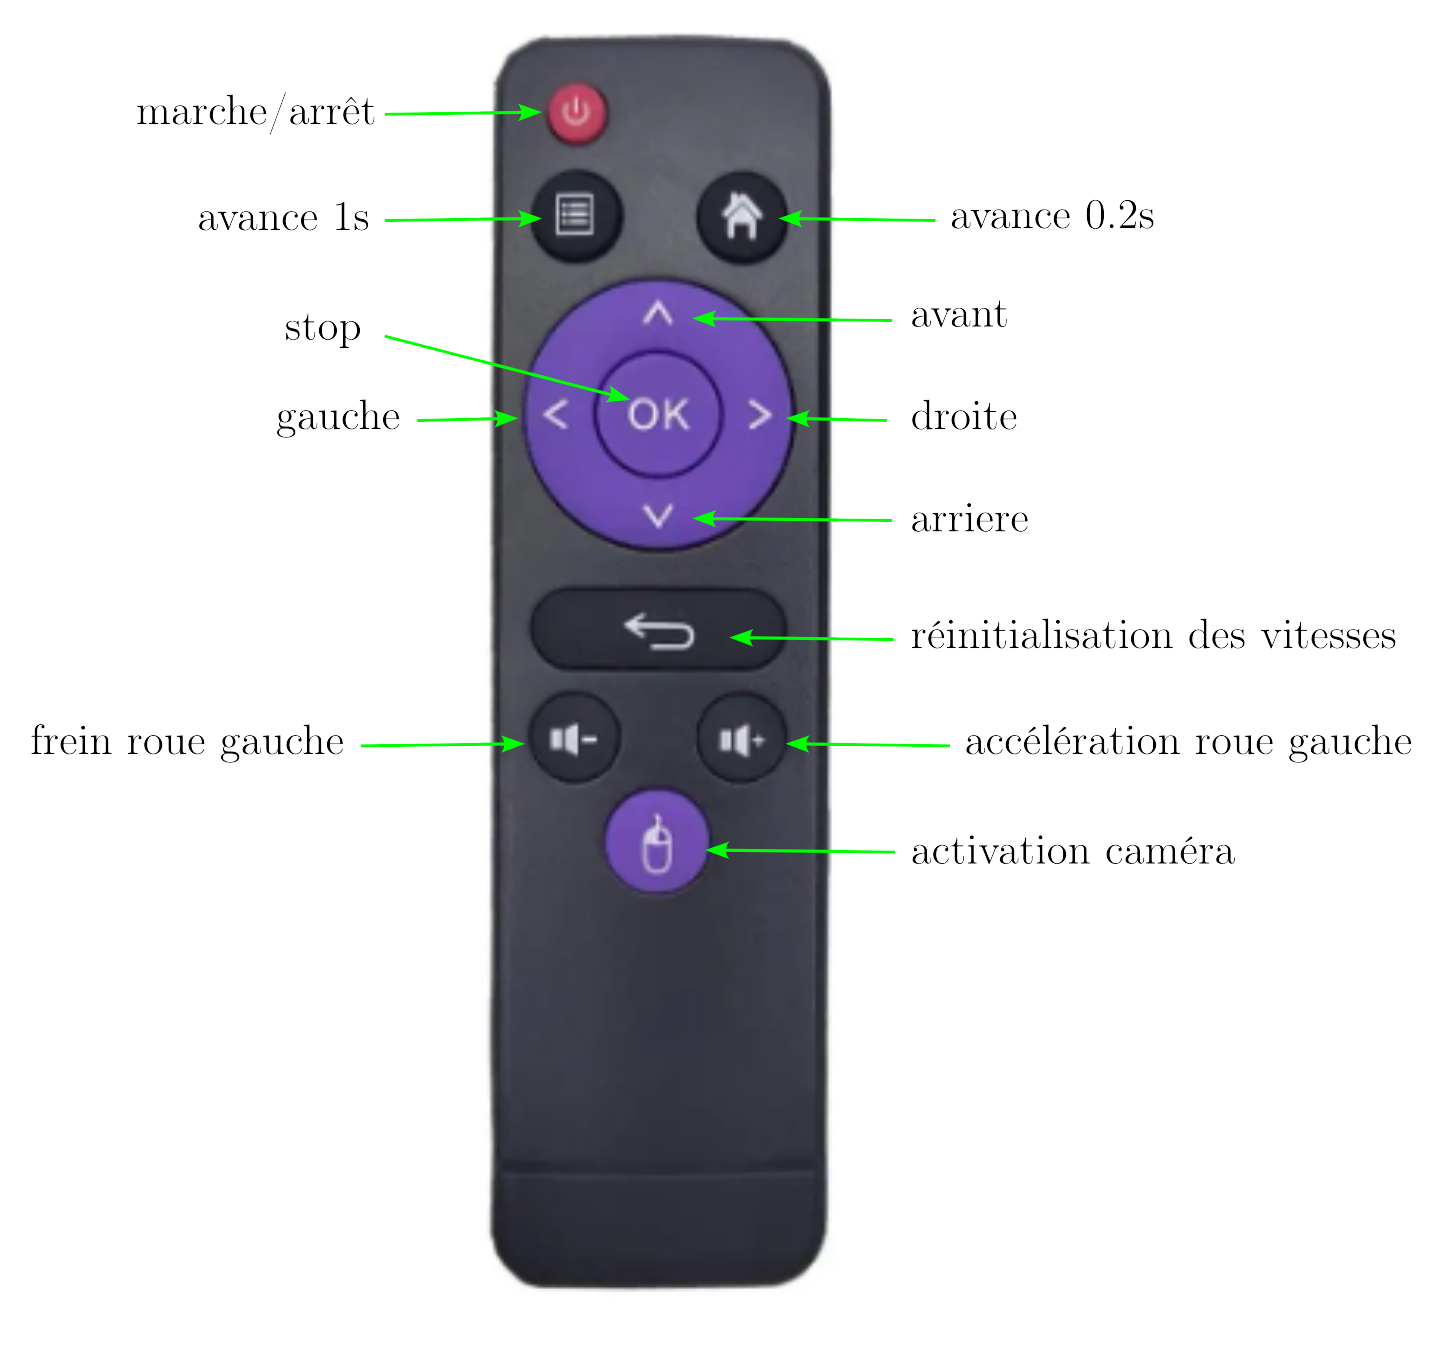 marche/arrêt
avance 1s
avance 0.2s
stop
avant
gauche
OK
droite
arriere
réinitialisation des vitesses
frein roue gauche
accélération roue gauche
activation caméra